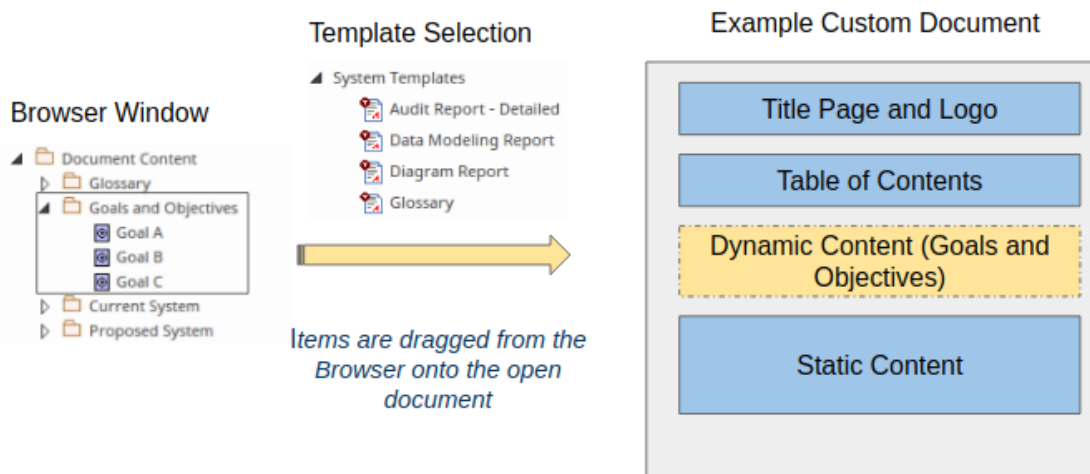 Browser Window
Document Content
Glossary
Goals and Objectives
Goal A
Goal B
Goal C
Current System
Proposed System
Template Selection
System Templates
Audit Report - Detailed
Data Modeling Report
Diagram Report
Glossary
Items are dragged from the
Browser onto the open
document
Example Custom Document
Title Page and Logo
Table of Contents
Dynamic Content (Goals and
Objectives)
Static Content